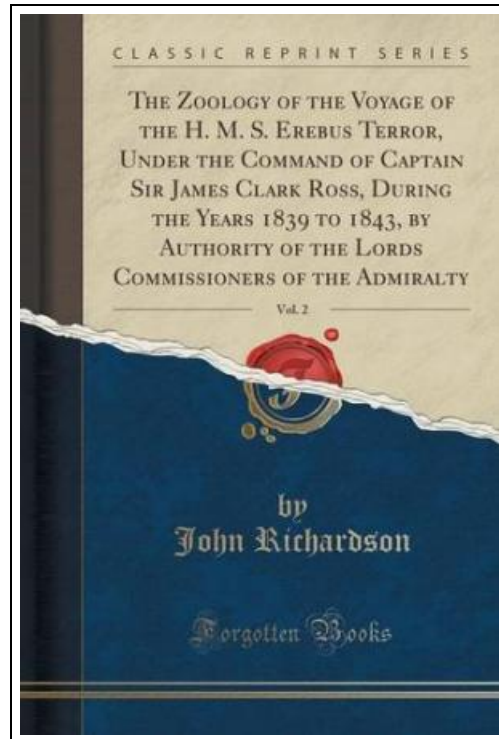 CLASSIC REPRINT SERIES
THE ZOOLOGY OF THE VOYAGE OF
THE H. M. S. EREBUS TERROR,
UNDER THE COMMAND OF CAPTAIN
SIR JAMES CLARK ROSS, DURING
THE YEARS 1839 TO 1843, BY
AUTHORITY OF THE LORDS
COMMISSIONERS OF THE ADMIRALTY
Vol. 2
by
John Richardson
Forgotten Books